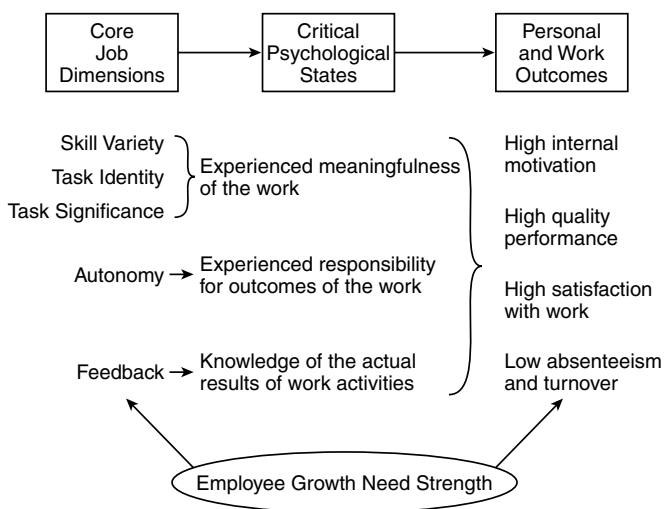 Core
Job
Dimensions
Critical
Psychological
States
Personal
and Work
Outcomes
Skill Variety
Task Identity
Task Significance
Experienced meaningfulness
of the work
Autonomy
Experienced responsibility
for outcomes of the work
Feedback
Knowledge of the actual
results of work activities
High internal
motivation
High quality
performance
High satisfaction
with work
Low absenteeism
and turnover
Employee Growth Need Strength